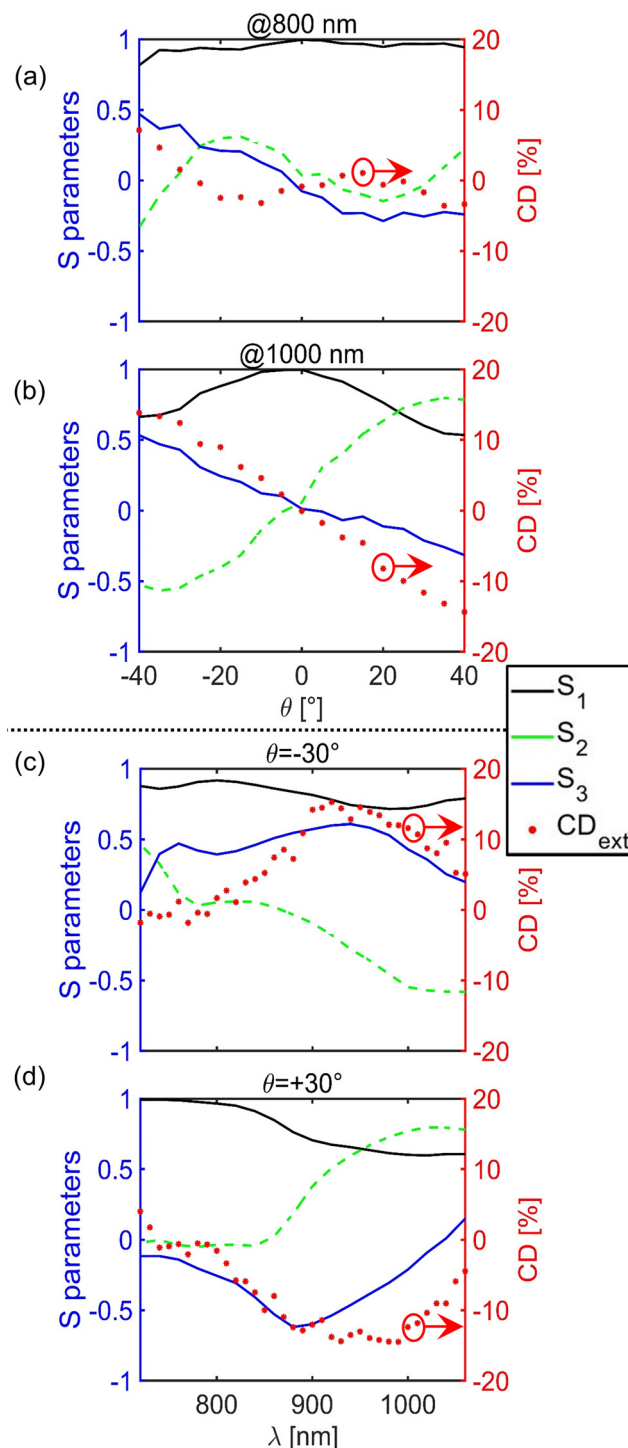 @800 nm
(a)
1
0.5
0
-0.5
-1
S parameters
20
10
0
-10
-20
CD [%]
@1000 nm
(b)
1
0.5
0
-0.5
-1
S parameters
20
10
0
-10
-20
CD [%]
-40 -20 0 20 40
θ [°]
S1
S2
S3
CDext
θ=-30°
(c)
1
0.5
0
-0.5
-1
S parameters
20
10
0
-10
-20
CD [%]
θ=+30°
(d)
1
0.5
0
-0.5
-1
S parameters
20
10
0
-10
-20
CD [%]
800 900 1000
λ [nm]